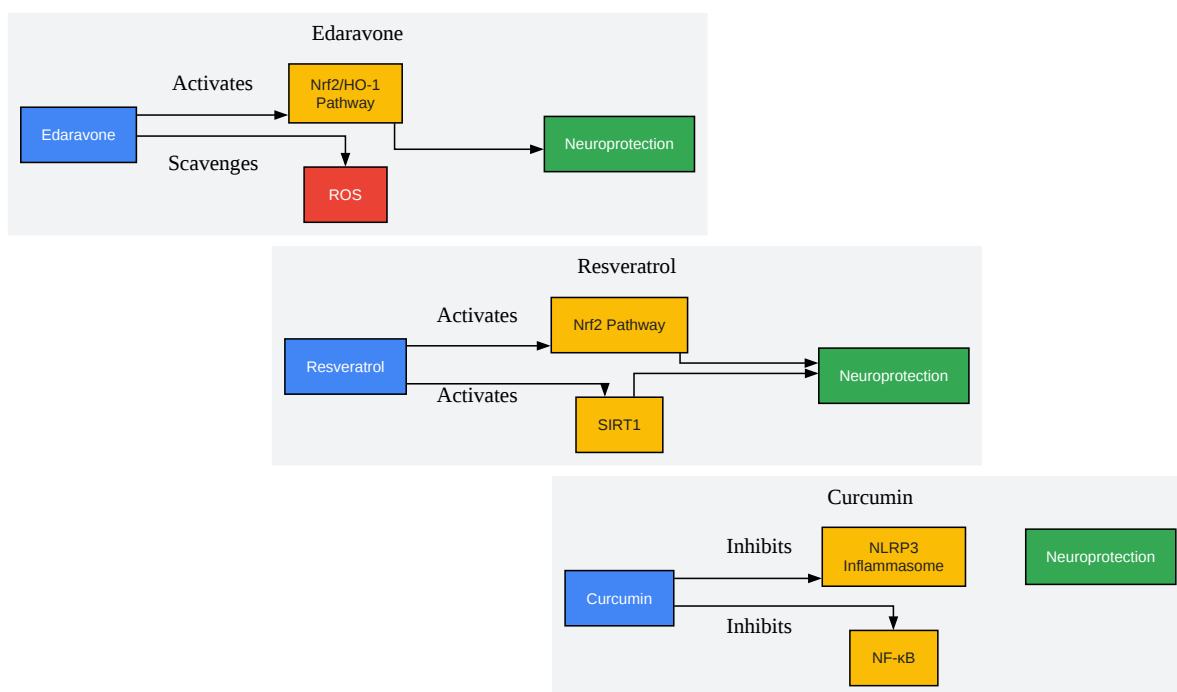 Edaravone
Activates
Nrf2/HO-1
Pathway
Edaravone
Neuroprotection
Scavenges
ROS
Resveratrol
Activates
Nrf2 Pathway
Resveratrol
Neuroprotection
Activates
SIRT1
Curcumin
Inhibits
NLRP3
Inflammasome
Neuroprotection
Curcumin
Inhibits
NF-κB